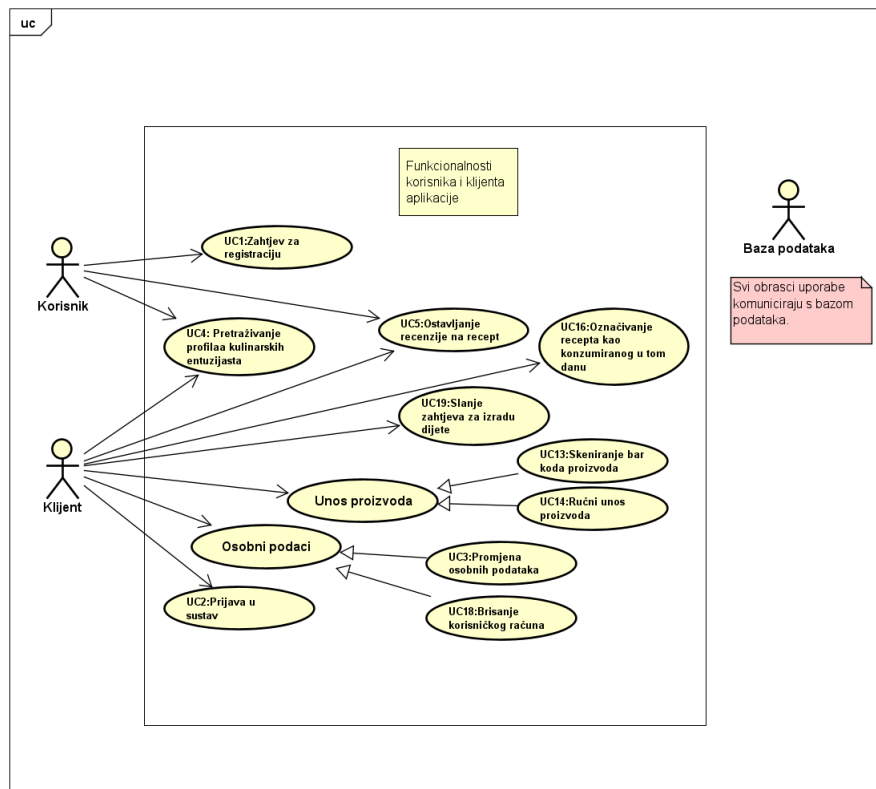 uc
Funkcionalnosti
korisnika i klijenta
aplikacije
Baza podataka
Svi obrasci uporabe
komuniciraju s bazom
podataka.
Korisnik
UC1:Zahtjev za
registraciju
UC4: Pretraživanje
profilaa kulinarskih
entuzijasta
UC5:Ostavljanje
recenzije na recept
UC16:Označivanje
recepta kao
konzumiranog u tom
danu
UC19:Slanje
zahtjeva za izradu
dijete
Klijent
UC13:Skeniranje bar
koda proizvoda
Unos proizvoda
UC14:Ručni unos
proizvoda
Osobni podaci
UC3:Promjena
osobnih podataka
UC2:Prijava u
sustav
UC18:Brisanje
korisničkog računa